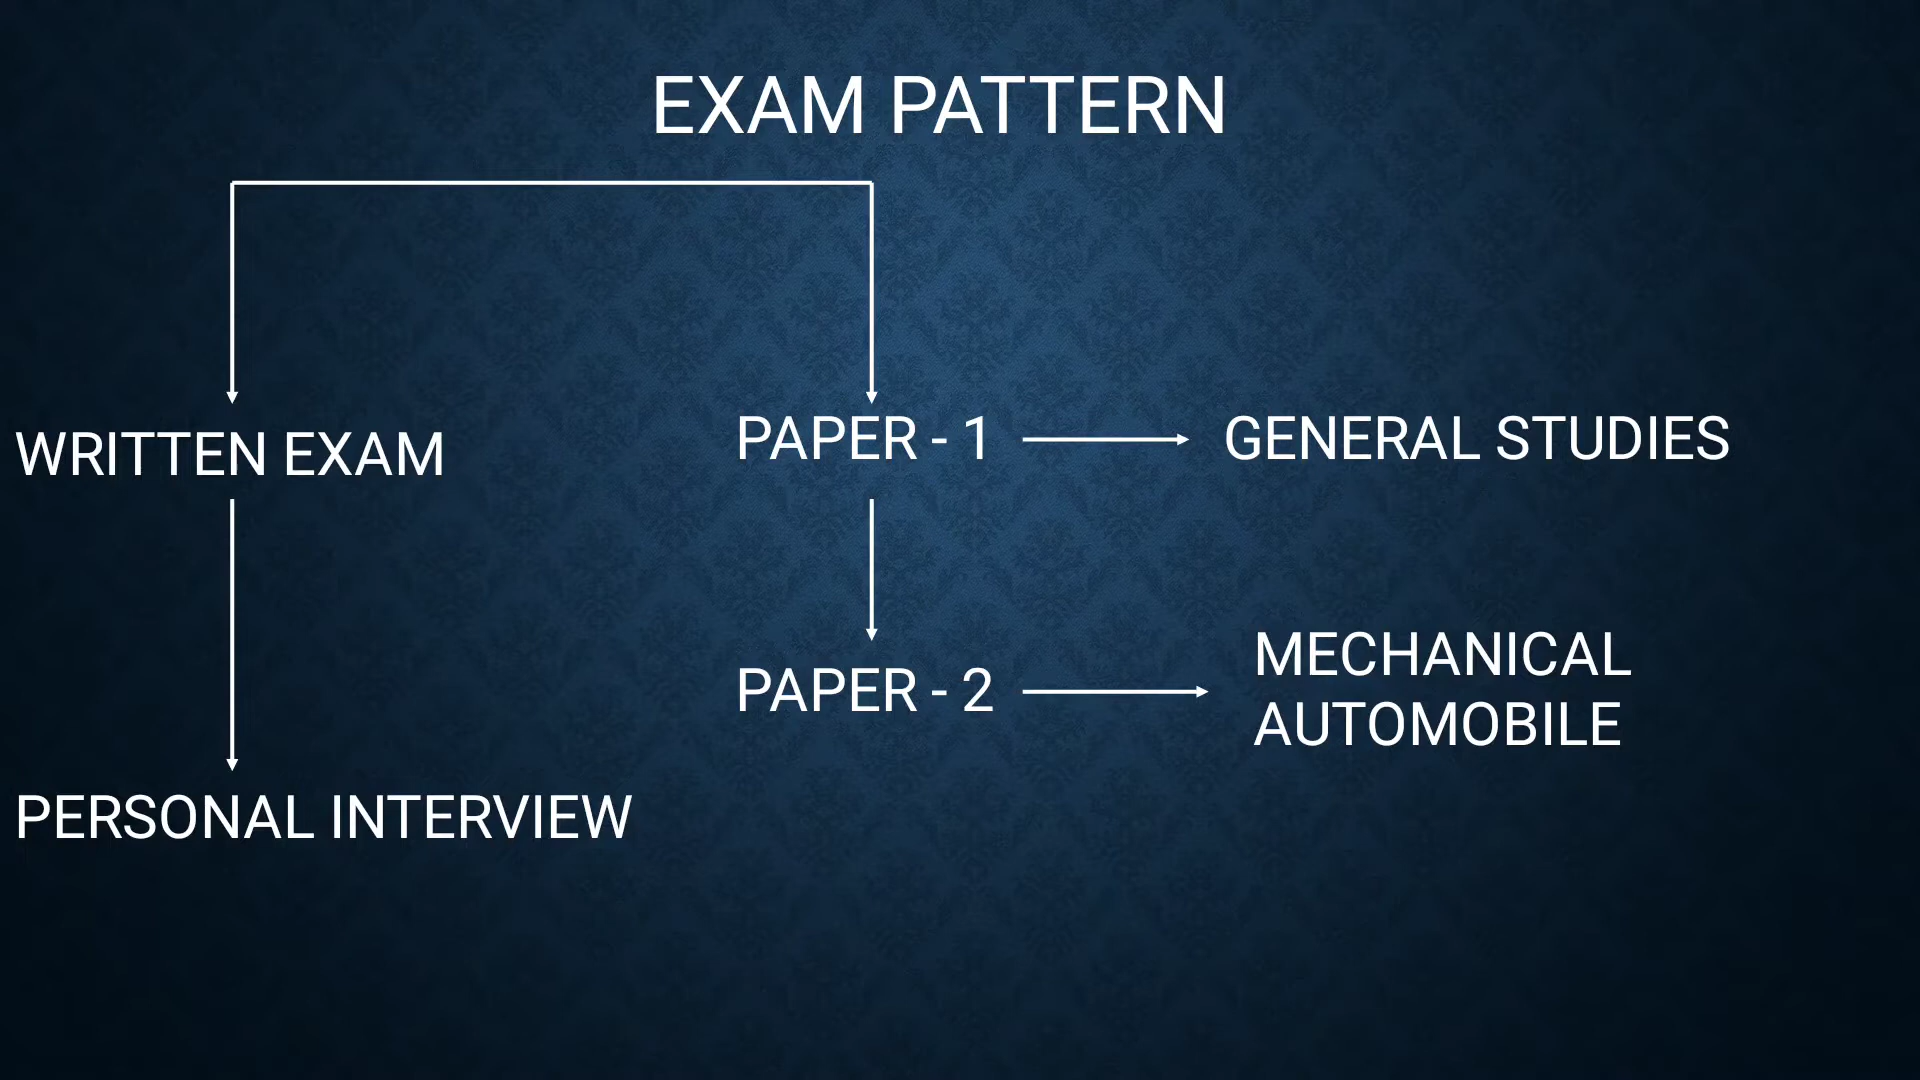 EXAM PATTERN
WRITTEN EXAM
PAPER - 1
GENERAL STUDIES
PAPER - 2
MECHANICAL
AUTOMOBILE
PERSONAL INTERVIEW